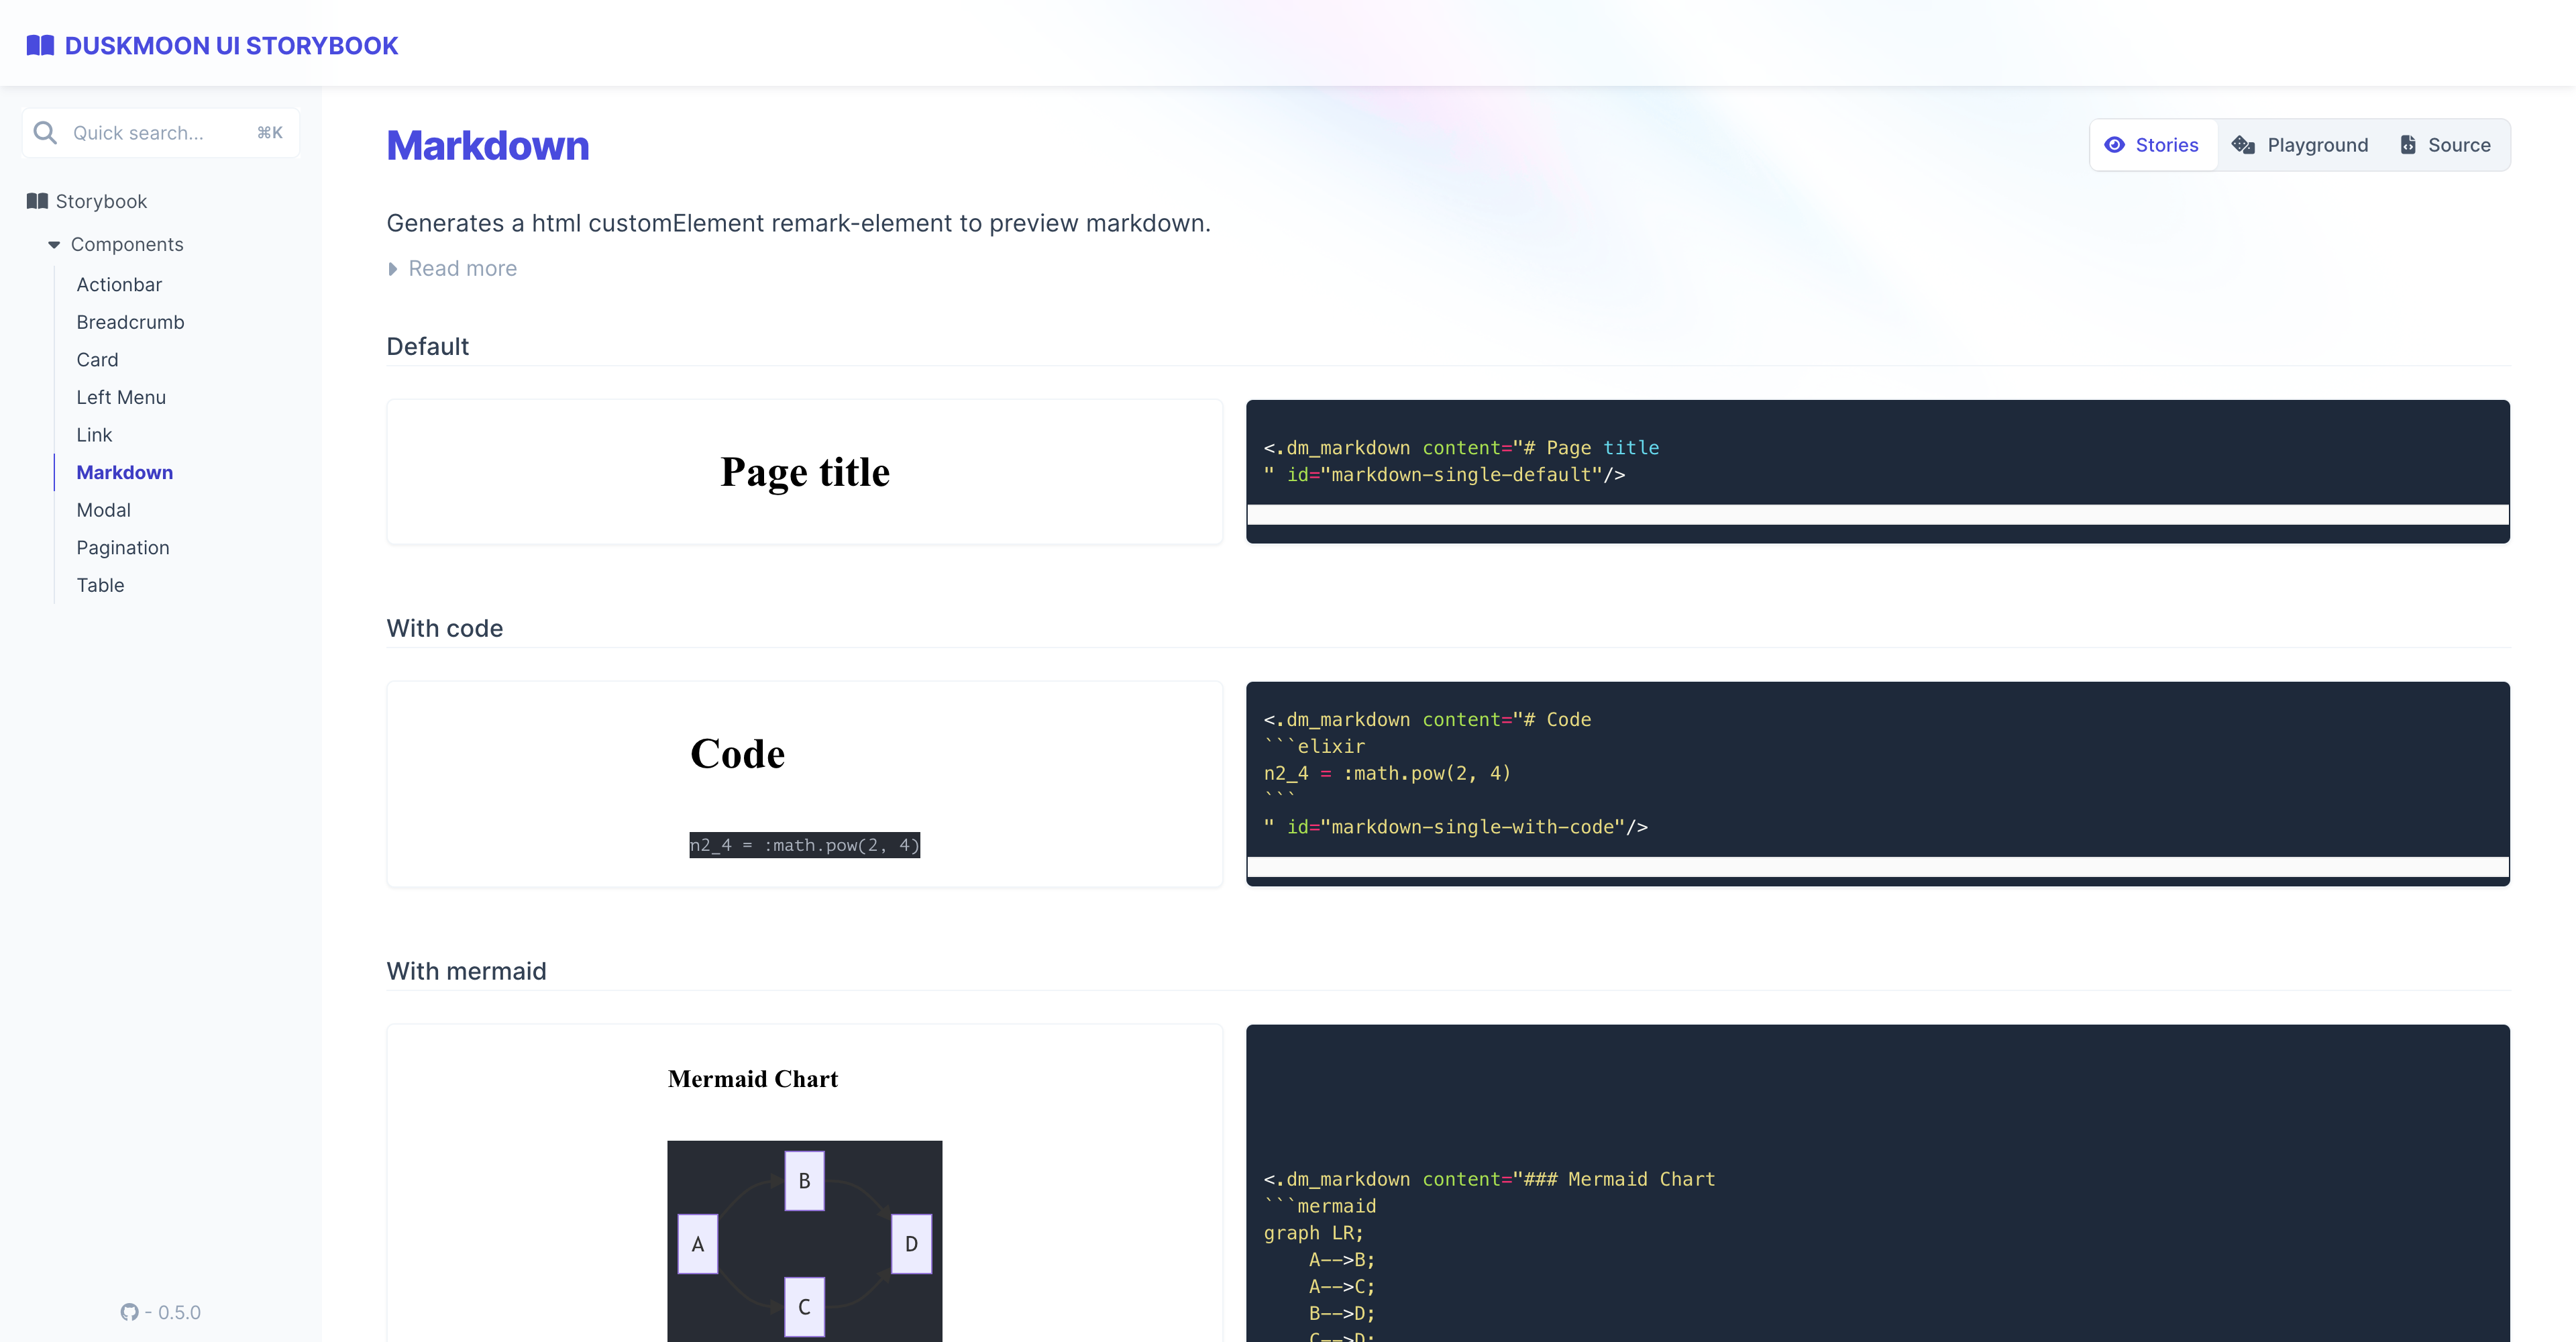 DUSKMOON UI STORYBOOK
Quick search...
⌘K
Storybook
Components
Actionbar
Breadcrumb
Card
Left Menu
Link
Markdown
Modal
Pagination
Table
- 0.5.0
Markdown
Stories
Playground
Source
Generates a html customElement remark-element to preview markdown.
Read more
Default
Page title
<.dm_markdown content="# Page title
" id="markdown-single-default"/>
With code
Code
n2_4 = :math.pow(2, 4)
<.dm_markdown content="# Code
```elixir
n2_4 = :math.pow(2, 4)
```
" id="markdown-single-with-code"/>
With mermaid
Mermaid Chart
B
A
D
C
<.dm_markdown content="### Mermaid Chart
```mermaid
graph LR;
    A-->B;
    A-->C;
    B-->D;
    C-->D;